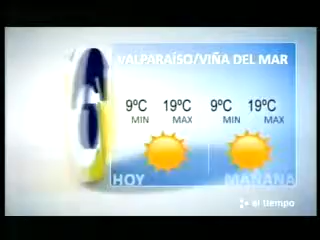 VALPARAÍSO/VIÑA DEL MAR
9ºC 19ºC 9ºC 19ºC
MIN MAX MIN MAX
HOY MAÑANA
el tiempo